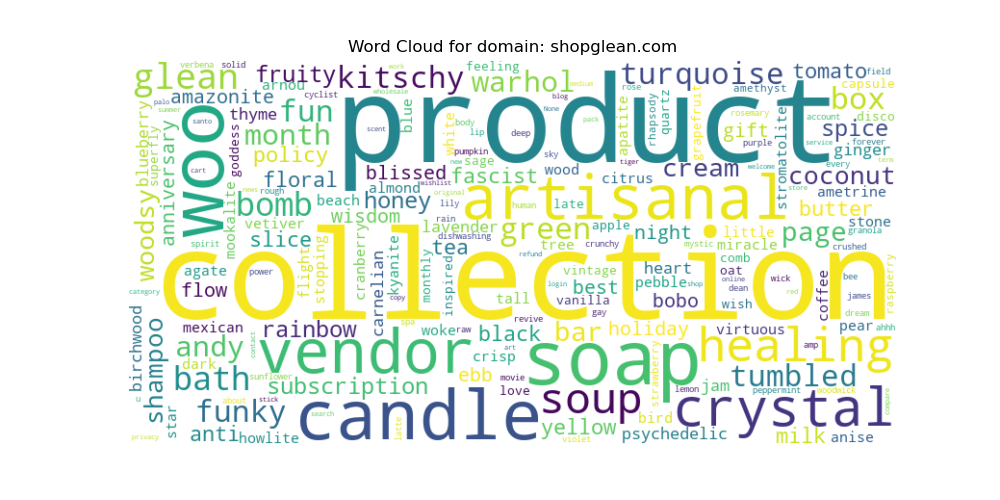 Word Cloud for domain: shopglean.com
verbena solid work feeling rose amethyst field
glean fruity kitschy warhol turquoise tomato capsule
amazonite arnod medium None blog
palo summer thyme fun blue wholesale pack rosemary account box disco
santo cyclist scent body lip deep apatite rhapsody quartz grapefruit gift service forever
woo product
woodsy blueberry superfly anniversary month goddess white purple spice
policy pumpkin sky cream stromatolite ginger every
cart blissed new sage fascist wood tiger welcome coconut
news rough floral wishlist almond citrus term
bomb beach honey original artisanal store ametrine butter
mookalite wisdom lily human late little stone
spirit vetiver rain lavender green apple night page granola
slice dishwashing tea tree crunchy mystic miracle crushed
cranberry kyanite monthly inspired refund comb
agate power flight stopping carnelian vintage heart oat online wick bee raspberry
flow copy tall login best pebble shop dean coffee
category collection vanilla bobo wish red james dream
birchwood mexican rainbow spa revive gay holiday virtuous pear
woke raw black bar amp ahhh
shampoo andy contact vendor art crisp soap healing
dark movie strawberry
bath sunflower ebb lemon tumbled
subscription love soup jam peppermint woodwick compare
about stick
star funky search candle bird crystal
anti howlite latte yellow psychedelic milk anise
privacy violet